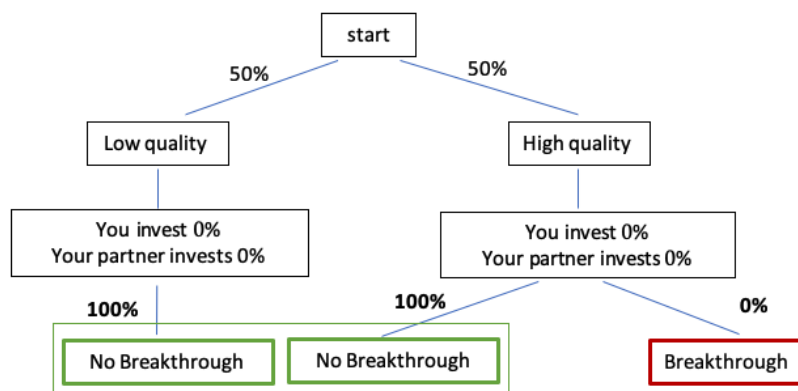 start
50%
50%
Low quality
High quality
You invest 0%
Your partner invests 0%
You invest 0%
Your partner invests 0%
100%
100%
0%
No Breakthrough
No Breakthrough
Breakthrough